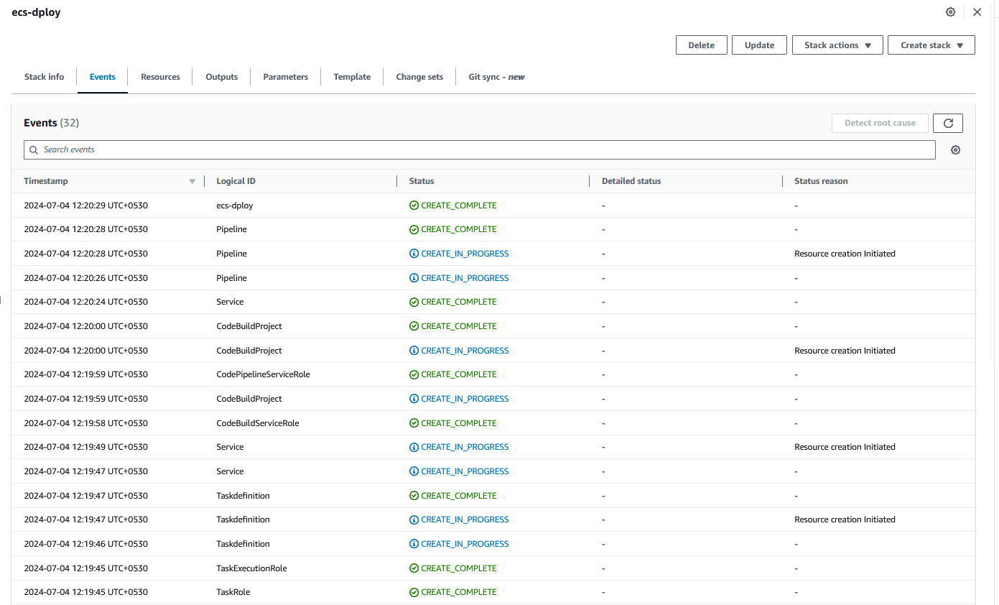 ecs-dploy
Delete Update Stack actions Create stack
Stack info Events Resources Outputs Parameters Template Change sets Git sync - new
Events (32) Detect root cause
Search events
Timestamp Logical ID Status Detailed status Status reason
2024-07-04 12:20:29 UTC+0530 ecs-dploy CREATE_COMPLETE - -
2024-07-04 12:20:28 UTC+0530 Pipeline CREATE_COMPLETE - -
2024-07-04 12:20:28 UTC+0530 Pipeline CREATE_IN_PROGRESS - Resource creation Initiated
2024-07-04 12:20:26 UTC+0530 Pipeline CREATE_IN_PROGRESS - -
2024-07-04 12:20:24 UTC+0530 Service CREATE_COMPLETE - -
2024-07-04 12:20:00 UTC+0530 CodeBuildProject CREATE_COMPLETE - -
2024-07-04 12:20:00 UTC+0530 CodeBuildProject CREATE_IN_PROGRESS - Resource creation Initiated
2024-07-04 12:19:59 UTC+0530 CodePipelineServiceRole CREATE_COMPLETE - -
2024-07-04 12:19:59 UTC+0530 CodeBuildProject CREATE_IN_PROGRESS - -
2024-07-04 12:19:58 UTC+0530 CodeBuildServiceRole CREATE_COMPLETE - -
2024-07-04 12:19:49 UTC+0530 Service CREATE_IN_PROGRESS - Resource creation Initiated
2024-07-04 12:19:47 UTC+0530 Service CREATE_IN_PROGRESS - -
2024-07-04 12:19:47 UTC+0530 Taskdefinition CREATE_COMPLETE - -
2024-07-04 12:19:47 UTC+0530 Taskdefinition CREATE_IN_PROGRESS - Resource creation Initiated
2024-07-04 12:19:46 UTC+0530 Taskdefinition CREATE_IN_PROGRESS - -
2024-07-04 12:19:45 UTC+0530 TaskExecutionRole CREATE_COMPLETE - -
2024-07-04 12:19:45 UTC+0530 TaskRole CREATE_COMPLETE - -